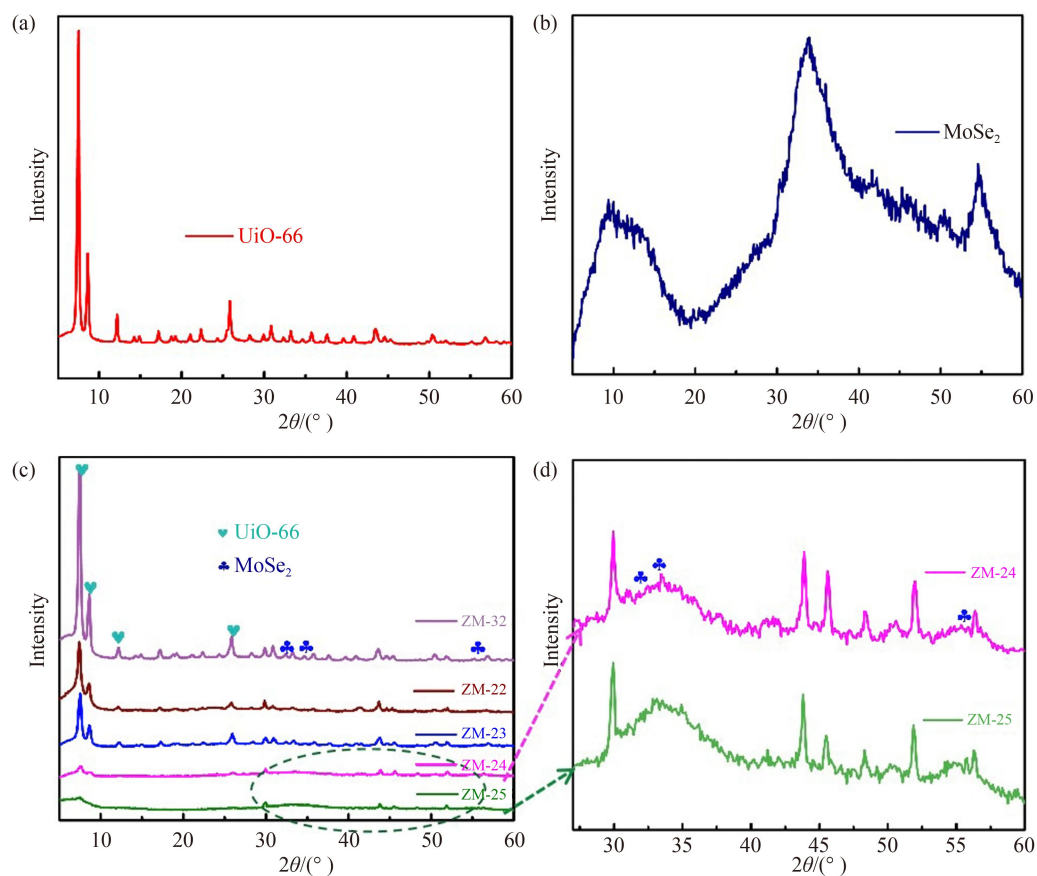 (a)
Intensity
UiO-66
10 20 30 40 50 60
2θ/(° )
(b)
Intensity
MoSe₂
10 20 30 40 50 60
2θ/(° )
(c)
Intensity
UiO-66
MoSe₂
ZM-32
ZM-22
ZM-23
ZM-24
ZM-25
10 20 30 40 50 60
2θ/(° )
(d)
Intensity
ZM-24
ZM-25
30 35 40 45 50 55 60
2θ/(° )